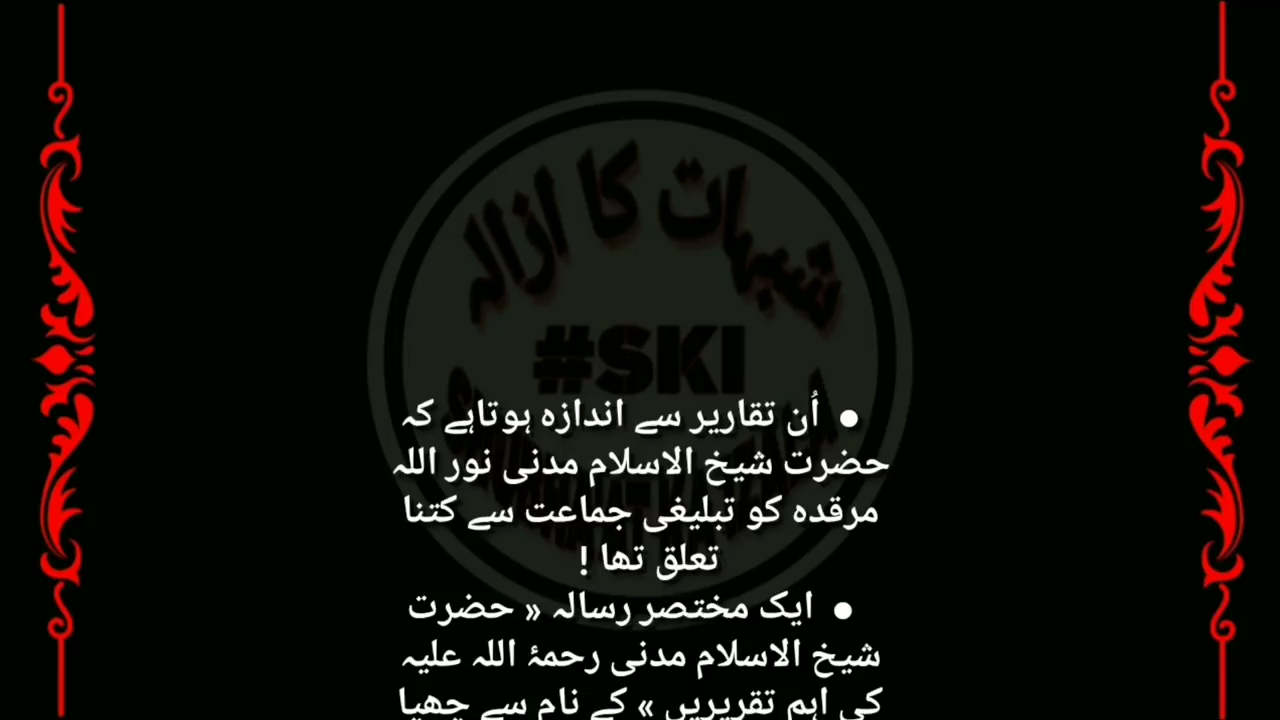 شبہات کا ازالہ
#SKI
● اُن تقاریر سے اندازہ ہوتاہے کہ
حضرت شیخ الاسلام مدنی نور اللہ
مرقدہ کو تبلیغی جماعت سے کتنا
تعلق تھا !
● ایک مختصر رسالہ « حضرت
شیخ الاسلام مدنی رحمۂ اللہ علیہ
کی اہم تقریریں » کے نام سے چھپا